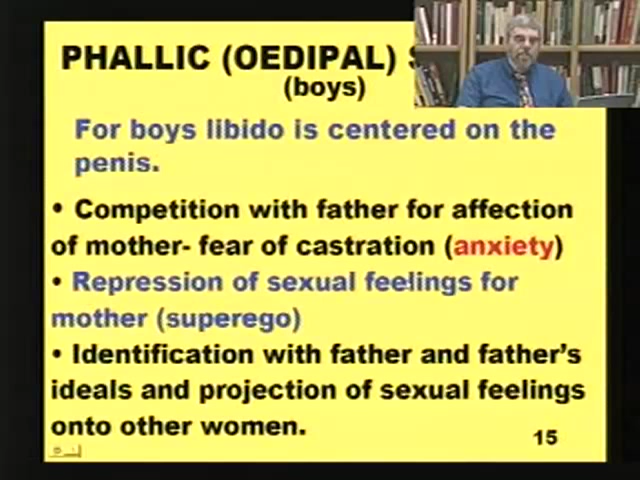 PHALLIC (OEDIPAL)
(boys)
For boys libido is centered on the
penis.
• Competition with father for affection
of mother- fear of castration (anxiety)
• Repression of sexual feelings for
mother (superego)
• Identification with father and father's
ideals and projection of sexual feelings
onto other women.
15